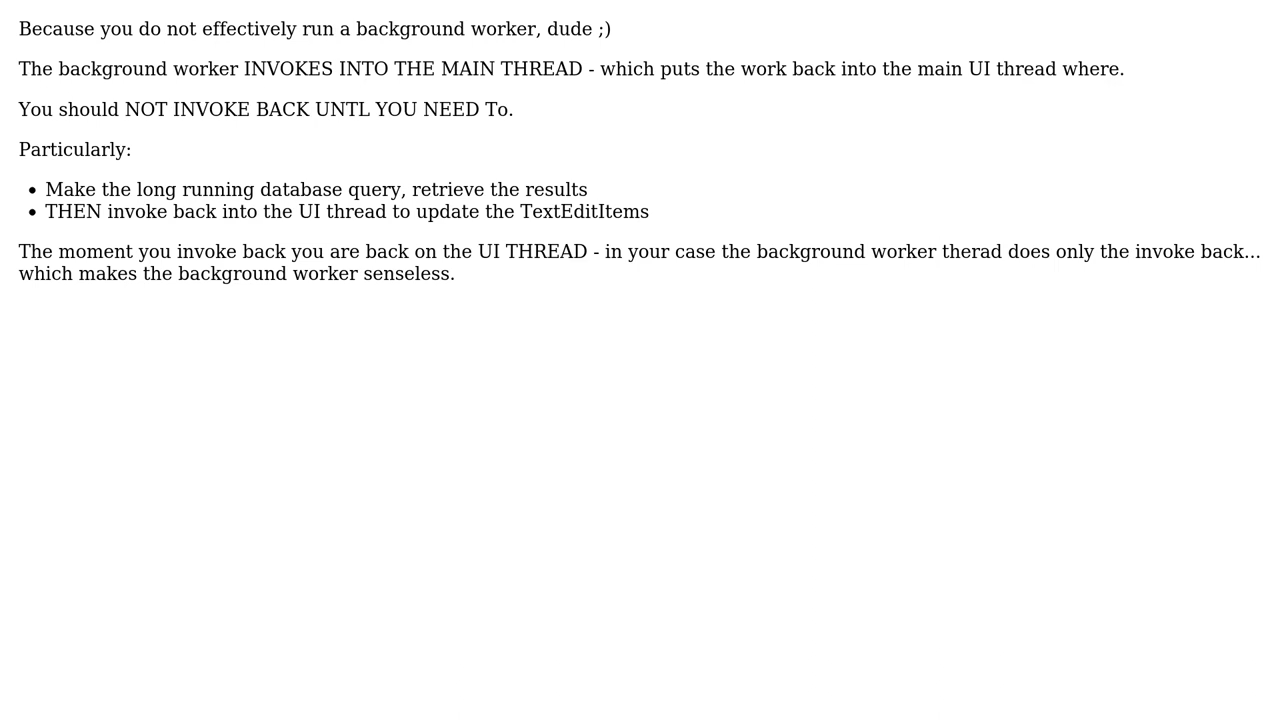 Because you do not effectively run a background worker, dude ;)
The background worker INVOKES INTO THE MAIN THREAD - which puts the work back into the main UI thread where.
You should NOT INVOKE BACK UNTL YOU NEED To.
Particularly:
• Make the long running database query, retrieve the results
• THEN invoke back into the UI thread to update the TextEditItems
The moment you invoke back you are back on the UI THREAD - in your case the background worker therad does only the invoke back...
which makes the background worker senseless.